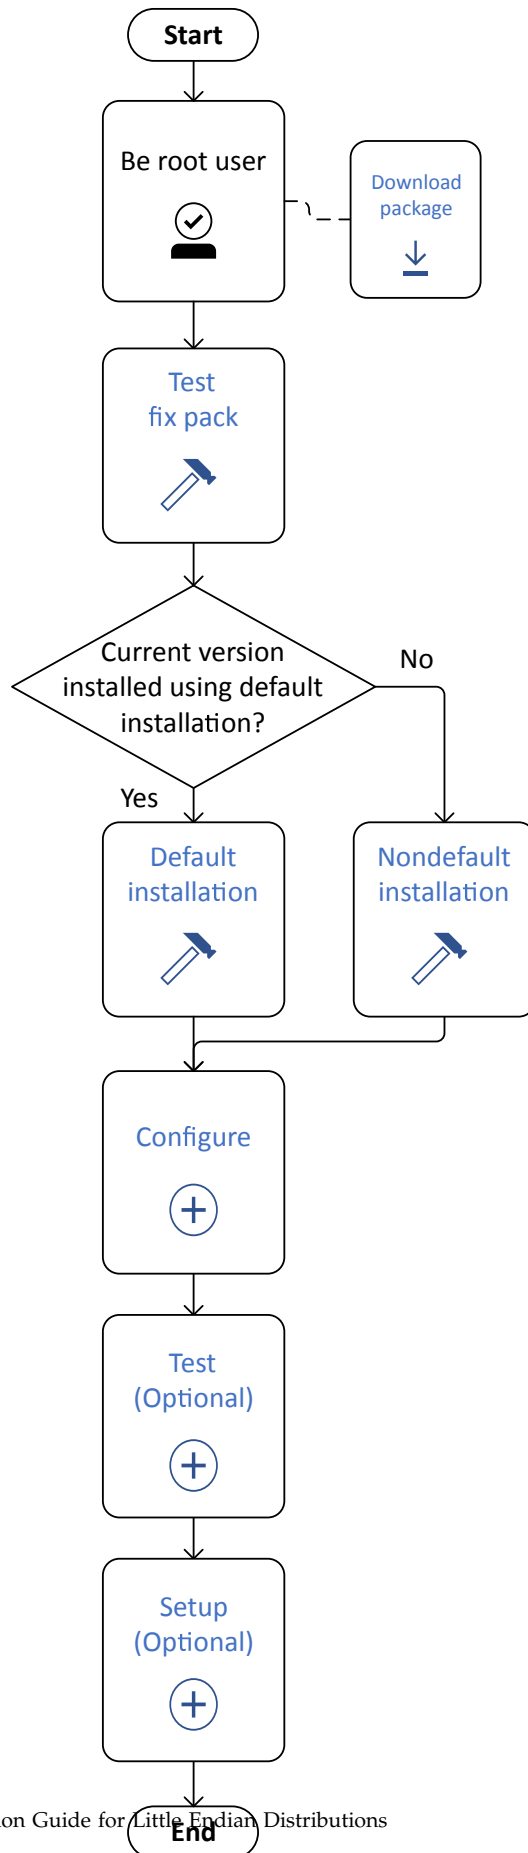 Start
Be root user
Download
package
Test
fix pack
Current version
installed using default
installation?
No
Yes
Default
installation
Nondefault
installation
Configure
Test
(Optional)
Setup
(Optional)
on Guide for Little Endian Distributions
End